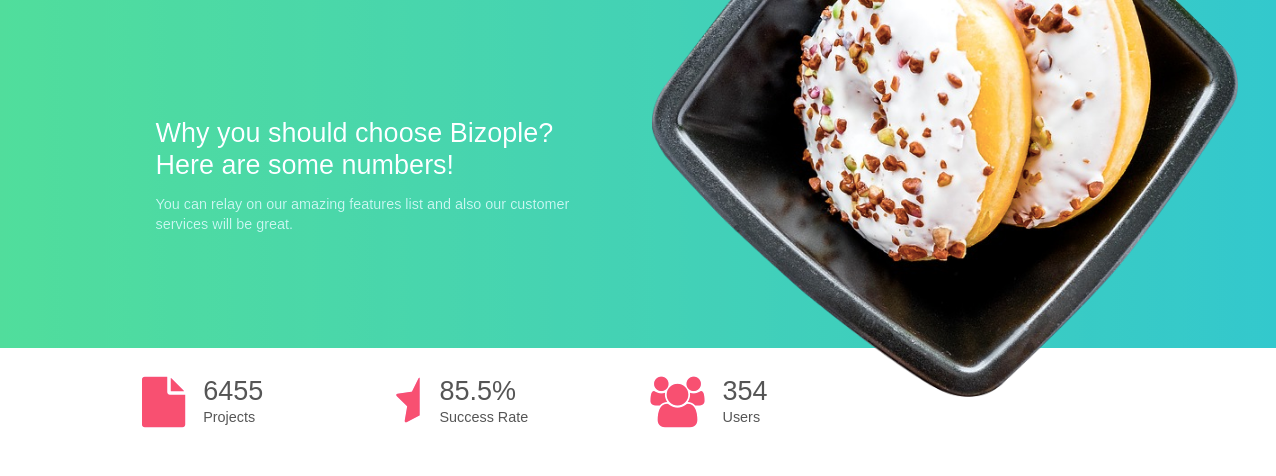 Why you should choose Bizople?
Here are some numbers!
You can relay on our amazing features list and also our customer
services will be great.
6455
Projects
85.5%
Success Rate
354
Users